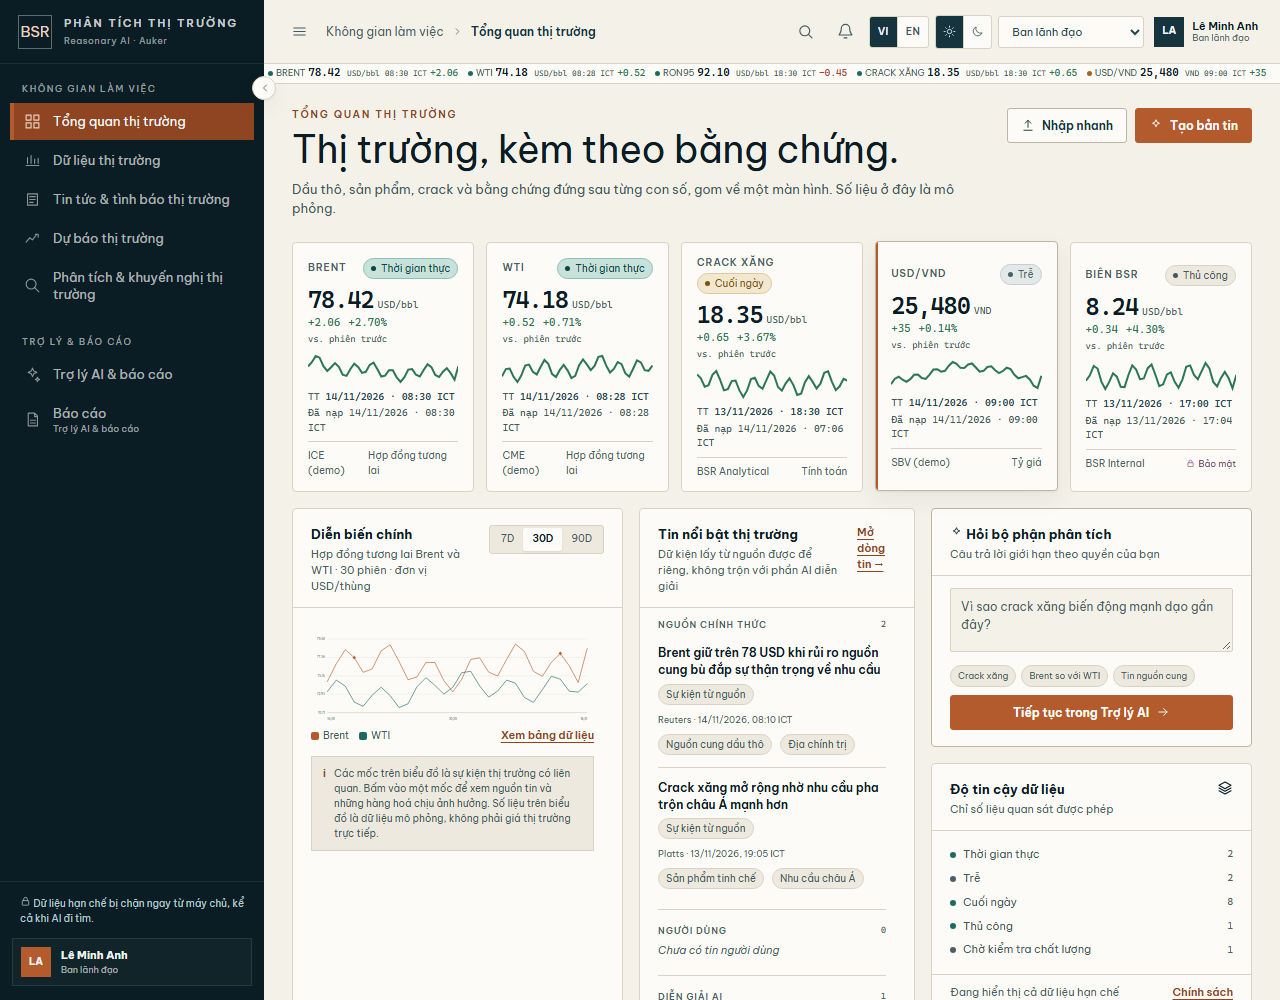 BSR
PHÂN TÍCH THỊ TRƯỜNG
Reasonary AI · Auker
KHÔNG GIAN LÀM VIỆC
Tổng quan thị trường
Dữ liệu thị trường
Tin tức & tình báo thị trường
Dự báo thị trường
Phân tích & khuyến nghị thị
trường
TRỢ LÝ & BÁO CÁO
Trợ lý AI & báo cáo
Báo cáo
Trợ lý AI & báo cáo
Dữ liệu hạn chế bị chặn ngay từ máy chủ, kể
cả khi AI đi tìm.
LA
Lê Minh Anh
Ban lãnh đạo
Không gian làm việc > Tổng quan thị trường
VI EN
Ban lãnh đạo
LA
Lê Minh Anh
Ban lãnh đạo
BRENT 78.42 USD/bbl 08:30 ICT +2.06 WTI 74.18 USD/bbl 08:28 ICT +0.52 RON95 92.10 USD/bbl 18:30 ICT −0.45 CRACK XĂNG 18.35 USD/bbl 18:30 ICT +0.65 USD/VND 25,480 VND 09:00 ICT +35
TỔNG QUAN THỊ TRƯỜNG
Thị trường, kèm theo bằng chứng.
Dầu thô, sản phẩm, crack và bằng chứng đứng sau từng con số, gom về một màn hình. Số liệu ở đây là mô
phỏng.
Nhập nhanh
Tạo bản tin
BRENT
Thời gian thực
78.42 USD/bbl
+2.06 +2.70%
vs. phiên trước
TT 14/11/2026 · 08:30 ICT
Đã nạp 14/11/2026 · 08:30
ICT
ICE
(demo)
Hợp đồng tương
lai
WTI
Thời gian thực
74.18 USD/bbl
+0.52 +0.71%
vs. phiên trước
TT 14/11/2026 · 08:28 ICT
Đã nạp 14/11/2026 · 08:28
ICT
CME
(demo)
Hợp đồng tương
lai
CRACK XĂNG
Cuối ngày
18.35 USD/bbl
+0.65 +3.67%
vs. phiên trước
TT 13/11/2026 · 18:30 ICT
Đã nạp 14/11/2026 · 07:06
ICT
BSR Analytical
Tính toán
USD/VND
Trễ
25,480 VND
+35 +0.14%
vs. phiên trước
TT 14/11/2026 · 09:00 ICT
Đã nạp 14/11/2026 · 09:00
ICT
SBV (demo)
Tỷ giá
BIÊN BSR
Thủ công
8.24 USD/bbl
+0.34 +4.30%
vs. phiên trước
TT 13/11/2026 · 17:00 ICT
Đã nạp 13/11/2026 · 17:04
ICT
BSR Internal
Bảo mật
Diễn biến chính
Hợp đồng tương lai Brent và
WTI · 30 phiên · đơn vị
USD/thùng
7D 30D 90D
Brent WTI
Xem bảng dữ liệu
i Các mốc trên biểu đồ là sự kiện thị trường có liên
quan. Bấm vào một mốc để xem nguồn tin và
những hàng hoá chịu ảnh hưởng. Số liệu trên biểu
đồ là dữ liệu mô phỏng, không phải giá thị trường
trực tiếp.
Tin nổi bật thị trường
Dữ kiện lấy từ nguồn được để
riêng, không trộn với phần AI diễn
giải
Mở
dòng
tin →
NGUỒN CHÍNH THỨC 2
Brent giữ trên 78 USD khi rủi ro nguồn
cung bù đắp sự thận trọng về nhu cầu
Sự kiện từ nguồn
Reuters · 14/11/2026, 08:10 ICT
Nguồn cung dầu thô
Địa chính trị
Crack xăng mở rộng nhờ nhu cầu pha
trộn châu Á mạnh hơn
Sự kiện từ nguồn
Platts · 13/11/2026, 19:05 ICT
Sản phẩm tinh chế
Nhu cầu châu Á
NGƯỜI DÙNG 0
Chưa có tin người dùng
DIỄN GIẢI AI 1
Hỏi bộ phận phân tích
Câu trả lời giới hạn theo quyền của bạn
Vì sao crack xăng biến động mạnh dạo gần
đây?
Crack xăng
Brent so với WTI
Tin nguồn cung
Tiếp tục trong Trợ lý AI →
Độ tin cậy dữ liệu
Chỉ số liệu quan sát được phép
Thời gian thực 2
Trễ 2
Cuối ngày 8
Thủ công 1
Chờ kiểm tra chất lượng 1
Đang hiển thị cả dữ liệu hạn chế
Chính sách